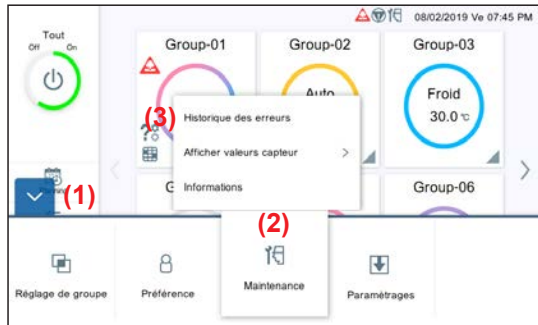 08/02/2019 Ve 07:45 PM
Tout
Off On
Group-01
Group-02
Group-03
Auto
Froid
30.0 °c
(3)
Historique des erreurs
Afficher valeurs capteur >
Informations
(1)
Group-06
(2)
Réglage de groupe
Préférence
Maintenance
Paramètrages